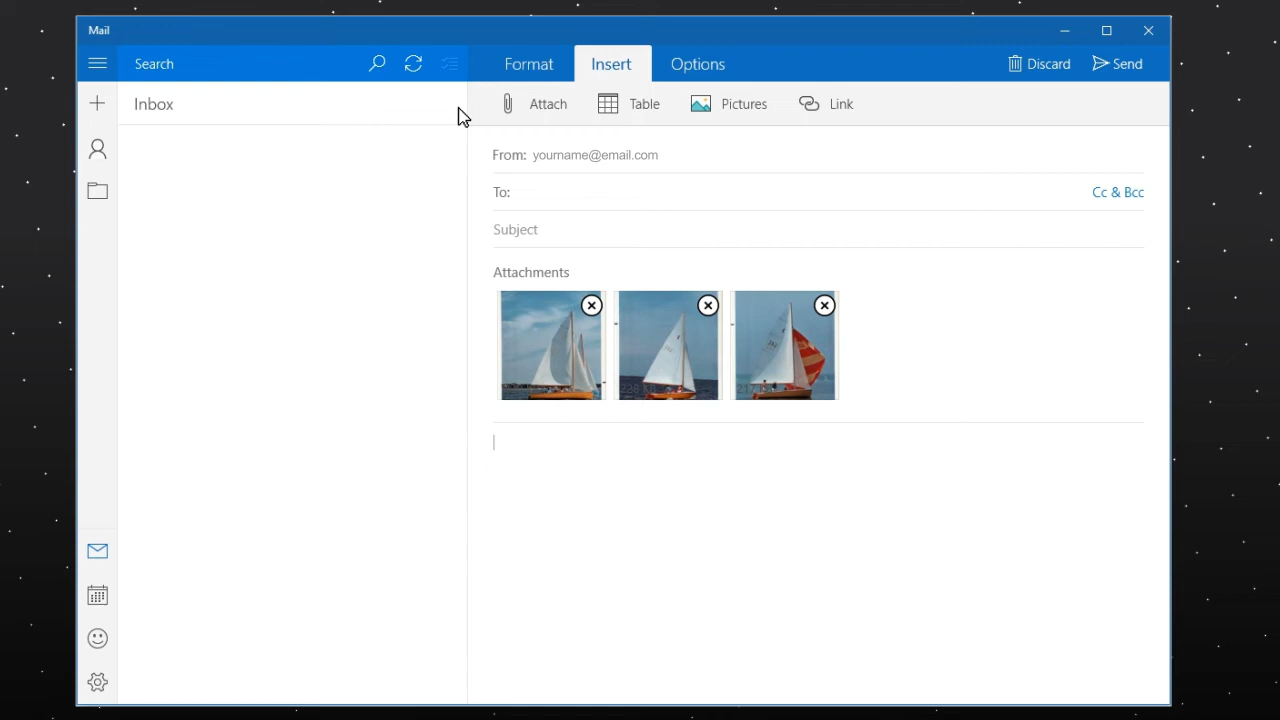 Mail
Search
Format
Insert
Options
Discard
Send
Inbox
Attach
Table
Pictures
Link
From: yourname@email.com
To:
Cc & Bcc
Subject
Attachments